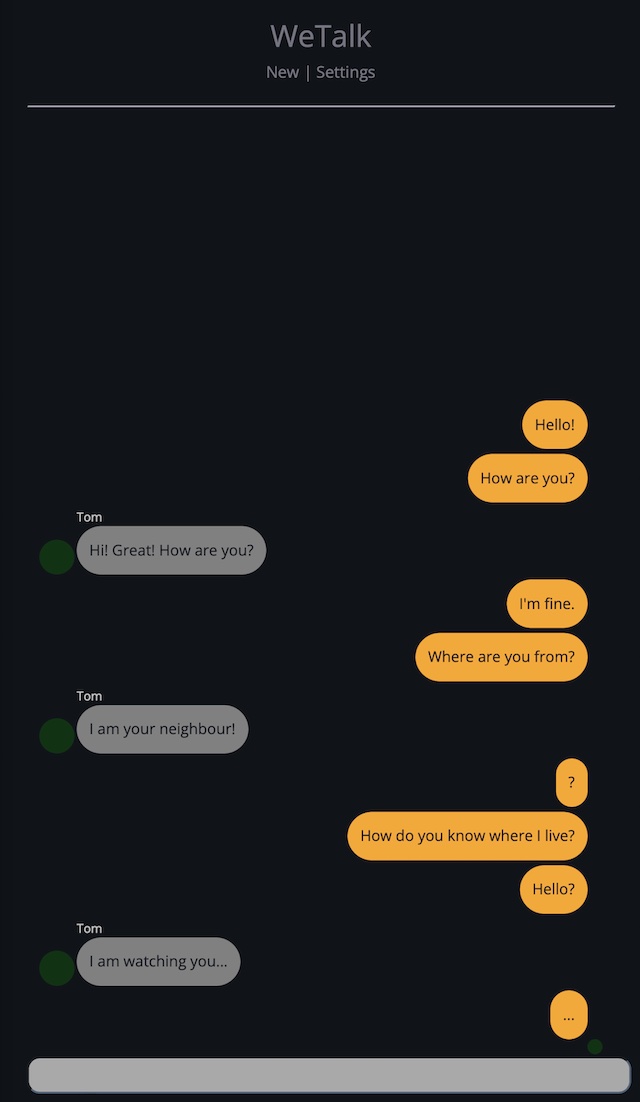 WeTalk
New | Settings
Hello!
How are you?
Tom
Hi! Great! How are you?
I'm fine.
Where are you from?
Tom
I am your neighbour!
?
How do you know where I live?
Hello?
Tom
I am watching you...
...